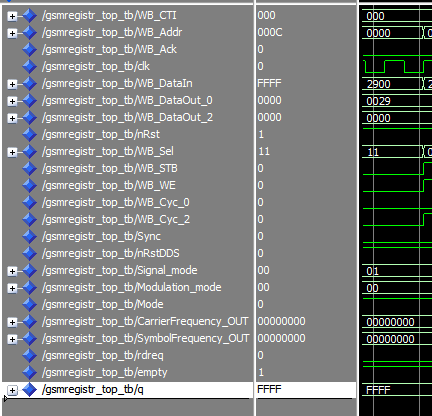 /gsmregistr_top_tb/WB_CTI 000 000
/gsmregistr_top_tb/WB_Addr 000C 0000
/gsmregistr_top_tb/WB_Ack 0
/gsmregistr_top_tb/clk 0
/gsmregistr_top_tb/WB_DataIn FFFF 2900
/gsmregistr_top_tb/WB_DataOut_0 0000 0029
/gsmregistr_top_tb/WB_DataOut_2 0000 0000
/gsmregistr_top_tb/nRst 1
/gsmregistr_top_tb/WB_Sel 11 11
/gsmregistr_top_tb/WB_STB 0
/gsmregistr_top_tb/WB_WE 0
/gsmregistr_top_tb/WB_Cyc_0 0
/gsmregistr_top_tb/WB_Cyc_2 0
/gsmregistr_top_tb/Sync 0
/gsmregistr_top_tb/nRstDDS 0
/gsmregistr_top_tb/Signal_mode 00 01
/gsmregistr_top_tb/Modulation_mode 00 00
/gsmregistr_top_tb/Mode 0
/gsmregistr_top_tb/CarrierFrequency_OUT 00000000 00000000
/gsmregistr_top_tb/SymbolFrequency_OUT 00000000 00000000
/gsmregistr_top_tb/rdreq 0
/gsmregistr_top_tb/empty 1
/gsmregistr_top_tb/q FFFF FFFF